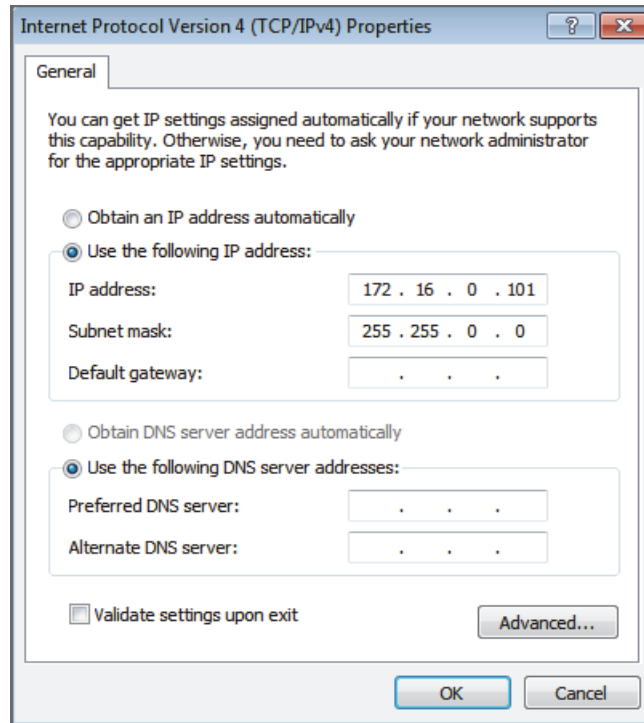 Internet Protocol Version 4 (TCP/IPv4) Properties
?
General
You can get IP settings assigned automatically if your network supports
this capability. Otherwise, you need to ask your network administrator
for the appropriate IP settings.
Obtain an IP address automatically
Use the following IP address:
IP address: 172 . 16 . 0 . 101
Subnet mask: 255 . 255 . 0 . 0
Default gateway: . . .
Obtain DNS server address automatically
Use the following DNS server addresses:
Preferred DNS server: . . .
Alternate DNS server: . . .
Validate settings upon exit
Advanced...
OK Cancel